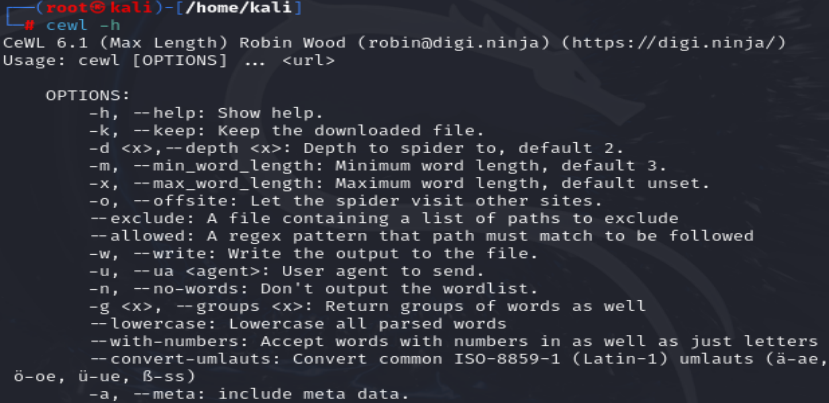 (root㉿kali)-[/home/kali]
# cewl -h
CeWL 6.1 (Max Length) Robin Wood (robin@digi.ninja) (https://digi.ninja/)
Usage: cewl [OPTIONS] ... <url>
OPTIONS:
-h, --help: Show help.
-k, --keep: Keep the downloaded file.
-d <x>,--depth <x>: Depth to spider to, default 2.
-m, --min_word_length: Minimum word length, default 3.
-x, --max_word_length: Maximum word length, default unset.
-o, --offsite: Let the spider visit other sites.
--exclude: A file containing a list of paths to exclude
--allowed: A regex pattern that path must match to be followed
-w, --write: Write the output to the file.
-u, --ua <agent>: User agent to send.
-n, --no-words: Don't output the wordlist.
-g <x>, --groups <x>: Return groups of words as well
--lowercase: Lowercase all parsed words
--with-numbers: Accept words with numbers in as well as just letters
--convert-umlauts: Convert common ISO-8859-1 (Latin-1) umlauts (ä-ae,
ö-oe, ü-ue, ß-ss)
-a, --meta: include meta data.